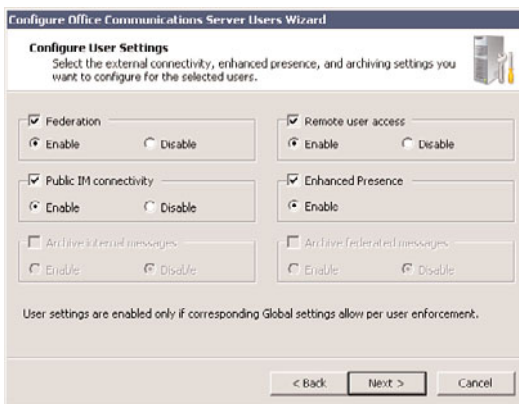 Configure Office Communications Server Users Wizard
Configure User Settings
Select the external connectivity, enhanced presence, and archiving settings you
want to configure for the selected users.
Federation
Enable Disable
Remote user access
Enable Disable
Public IM connectivity
Enable Disable
Enhanced Presence
Enable
Archive internal messages
Enable Disable
Archive federated messages
Enable Disable
User settings are enabled only if corresponding Global settings allow per user enforcement.
< Back Next > Cancel